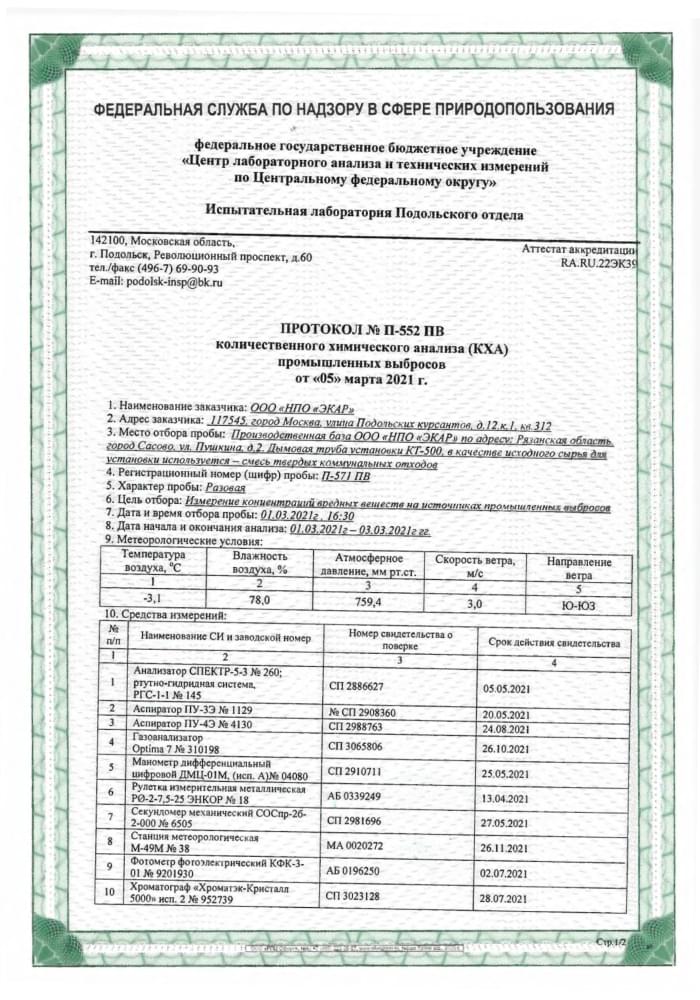 ФЕДЕРАЛЬНАЯ СЛУЖБА ПО НАДЗОРУ В СФЕРЕ ПРИРОДОПОЛЬЗОВАНИЯ
федеральное государственное бюджетное учреждение
«Центр лабораторного анализа и технических измерений
по Центральному федеральному округу»
Испытательная лаборатория Подольского отдела
142100, Московская область,
г. Подольск, Революционный проспект, д.60
тел./факс (496-7) 69-90-93
E-mail: podolsk-insp@bk.ru
Аттестат аккредитации
RA.RU.22ЭК39
ПРОТОКОЛ № П-552 ПВ
количественного химического анализа (КХА)
промышленных выбросов
от «05» марта 2021 г.
1. Наименование заказчика: ООО «НПО «ЭКАР»
2. Адрес заказчика: 117545, город Москва, улица Подольских курсантов, д.12,к.1, кв.312
3. Место отбора пробы: Производственная база ООО «НПО «ЭКАР» по адресу: Рязанская область,
город Сасово, ул. Пушкина, д.2. Дымовая труба установки КТ-500, в качестве исходного сырья для
установки используется – смесь твердых коммунальных отходов
4. Регистрационный номер (шифр) пробы: П-571 ПВ
5. Характер пробы: Разовая
6. Цель отбора: Измерение концентраций вредных веществ на источниках промышленных выбросов
7. Дата и время отбора пробы: 01.03.2021г , 16:30
8. Дата начала и окончания анализа: 01.03.2021г – 03.03.2021г гг.
9. Метеорологические условия:
Температура воздуха, °С Влажность воздуха, % Атмосферное давление, мм рт.ст. Скорость ветра, м/с Направление ветра
1 2 3 4 5
-3,1 78,0 759,4 3,0 Ю-ЮЗ
10. Средства измерений:
№ п/п Наименование СИ и заводской номер Номер свидетельства о поверке Срок действия свидетельства
1 2 3 4
1 Анализатор СПЕКТР-5-3 № 260; ртутно-гидридная система, РГС-1-1 № 145 СП 2886627 05.05.2021
2 Аспиратор ПУ-3Э № 1129 № СП 2908360 20.05.2021
3 Аспиратор ПУ-4Э № 4130 СП 2988763 24.08.2021
4 Газоанализатор Optima 7 № 310198 СП 3065806 26.10.2021
5 Манометр дифференциальный цифровой ДМЦ-01М, (исп. А)№ 04080 СП 2910711 25.05.2021
6 Рулетка измерительная металлическая РØ-2-7,5-25 ЭНКОР № 18 АБ 0339249 13.04.2021
7 Секундомер механический СОСпр-2б-2-000 № 6505 СП 2981696 27.05.2021
8 Станция метеорологическая М-49М № 38 МА 0020272 26.11.2021
9 Фотометр фотоэлектрический КФК-3-01 № 9201930 АБ 0196250 02.07.2021
10 Хроматограф «Хроматэк-Кристалл 5000» исп. 2 № 952739 СП 3023128 28.07.2021
Стр.1/2